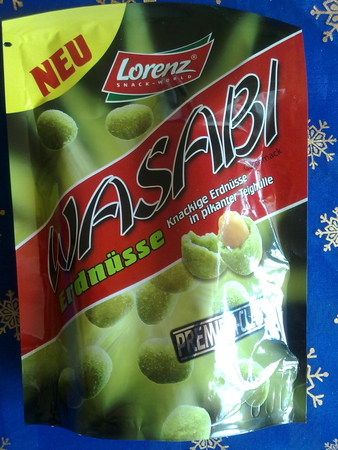 NEU
Lorenz
SNACK-WORLD
WASABI
Erdnüsse
Knackige Erdnüsse
in pikanter Teighülle